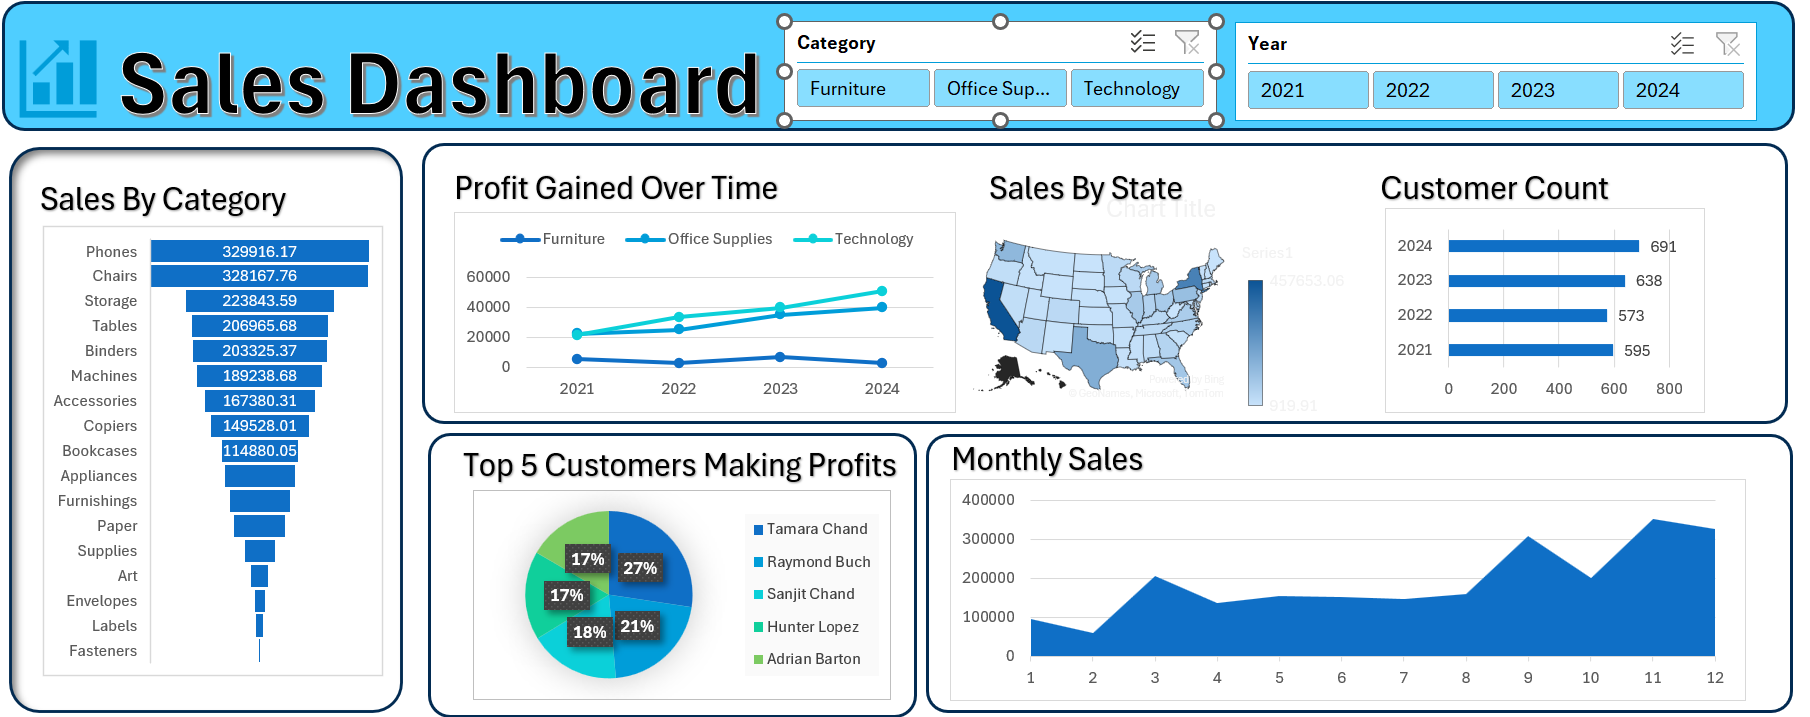 Sales Dashboard
Category
Furniture
Office Sup...
Technology
Year
2021
2022
2023
2024
Sales By Category
Phones 329916.17
Chairs 328167.76
Storage 223843.59
Tables 206965.68
Binders 203325.37
Machines 189238.68
Accessories 167380.31
Copiers 149528.01
Bookcases 114880.05
Appliances
Furnishings
Paper
Supplies
Art
Envelopes
Labels
Fasteners
Profit Gained Over Time
Furniture Office Supplies Technology
60000
40000
20000
0
2021 2022 2023 2024
Sales By State
Chart Title
Series1
457653.06
919.91
Powered by Bing
© GeoNames, Microsoft, TomTom
Customer Count
2024 691
2023 638
2022 573
2021 595
0 200 400 600 800
Top 5 Customers Making Profits
17%
27%
17%
18%
21%
Tamara Chand
Raymond Buch
Sanjit Chand
Hunter Lopez
Adrian Barton
Monthly Sales
400000
300000
200000
100000
0
1 2 3 4 5 6 7 8 9 10 11 12